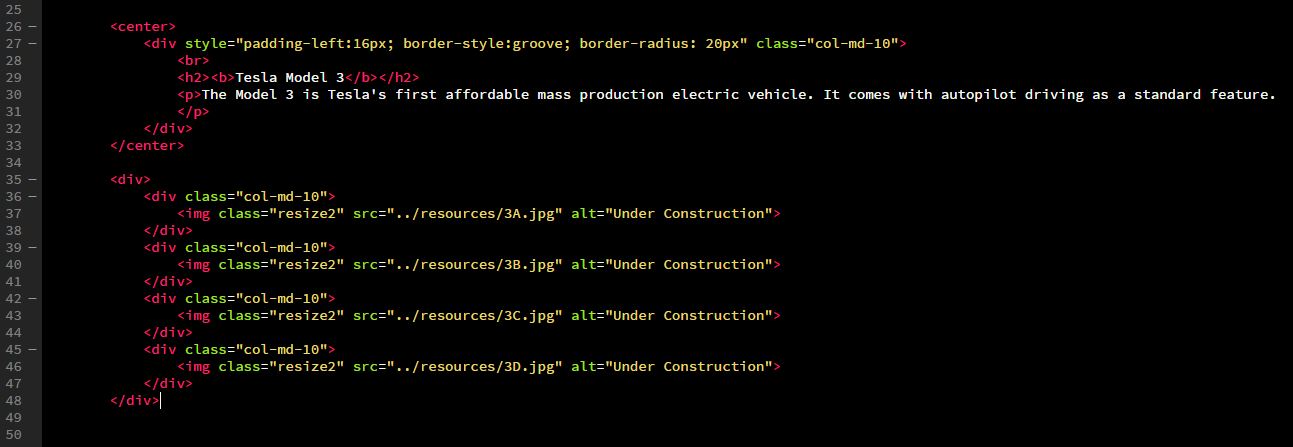 25
26 −         <center>
27 −             <div style="padding-left:16px; border-style:groove; border-radius: 20px" class="col-md-10">
28                 <br>
29                 <h2><b>Tesla Model 3</b></h2>
30                 <p>The Model 3 is Tesla's first affordable mass production electric vehicle. It comes with autopilot driving as a standard feature.
31                 </p>
32             </div>
33         </center>
34
35 −         <div>
36 −             <div class="col-md-10">
37                 <img class="resize2" src="../resources/3A.jpg" alt="Under Construction">
38             </div>
39 −             <div class="col-md-10">
40                 <img class="resize2" src="../resources/3B.jpg" alt="Under Construction">
41             </div>
42 −             <div class="col-md-10">
43                 <img class="resize2" src="../resources/3C.jpg" alt="Under Construction">
44             </div>
45 −             <div class="col-md-10">
46                 <img class="resize2" src="../resources/3D.jpg" alt="Under Construction">
47             </div>
48         </div>
49
50